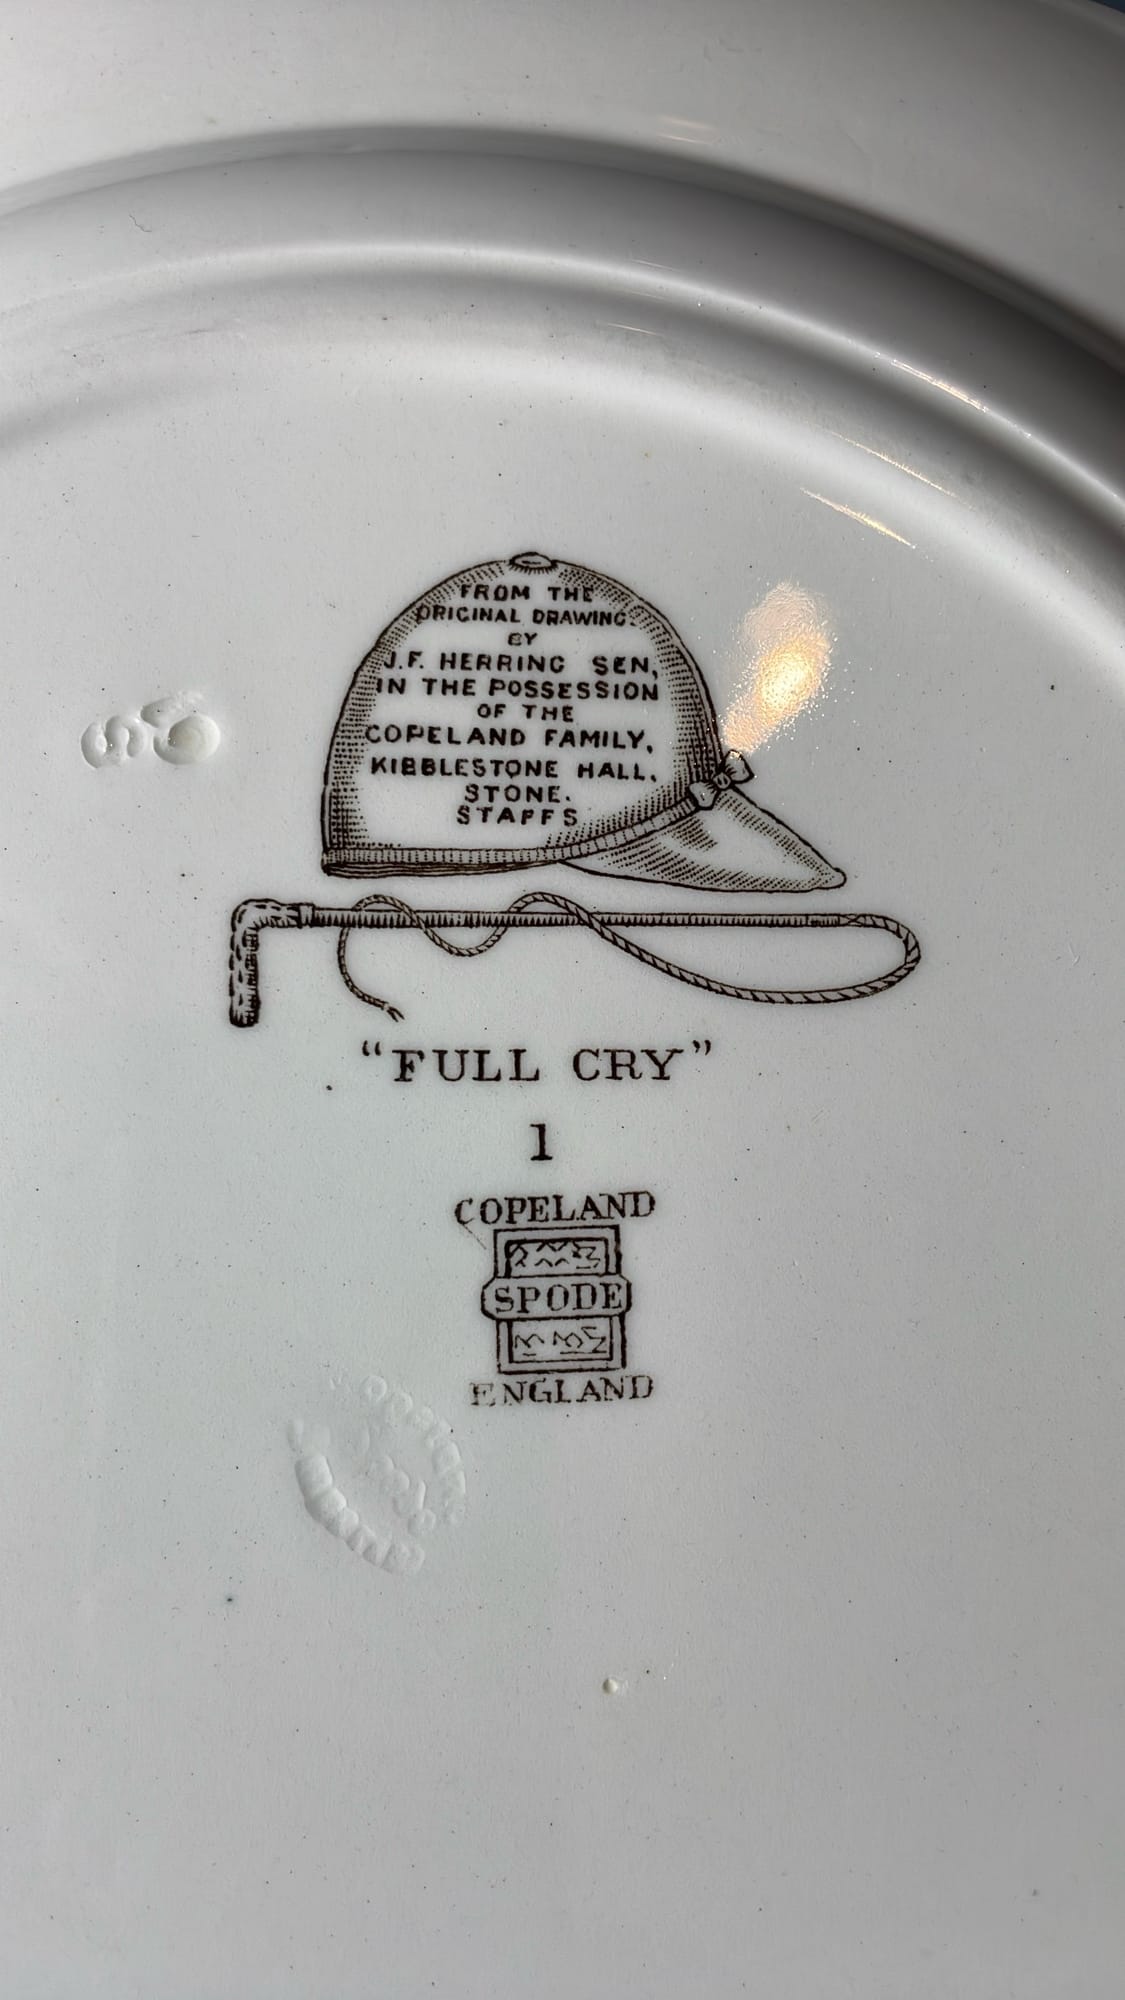 FROM THE
ORIGINAL DRAWING.
BY
J.F. HERRING SEN,
IN THE POSSESSION
OF THE
COPELAND FAMILY,
KIBBLESTONE HALL.
STONE.
STAFFS
"FULL CRY"
1
COPELAND
SPODE
ENGLAND